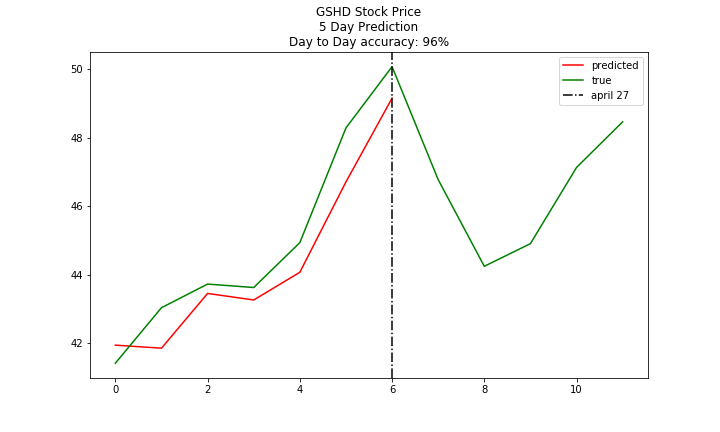 GSHD Stock Price
5 Day Prediction
Day to Day accuracy: 96%
predicted
true
april 27
50
48
46
44
42
0 2 4 6 8 10